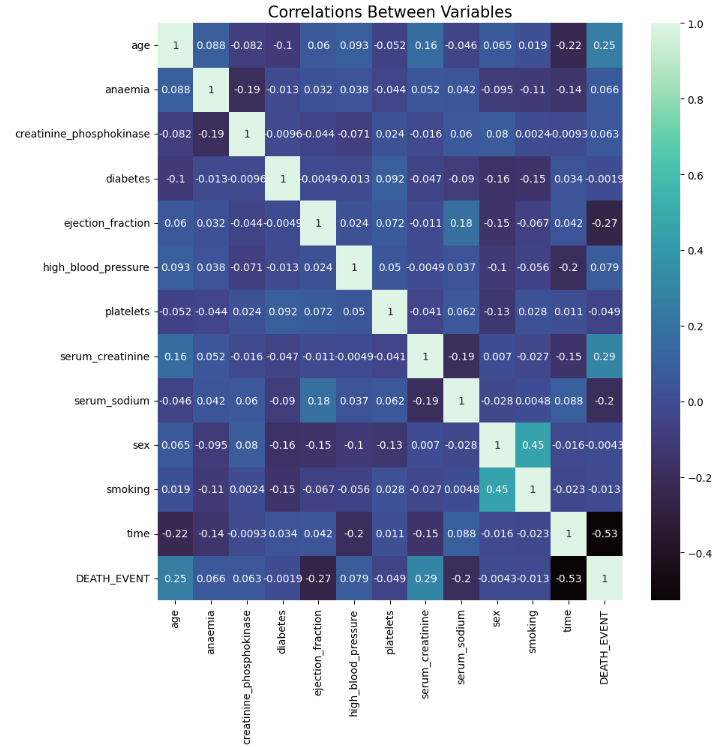 Correlations Between Variables
age 1 0.088 -0.082 -0.1 0.06 0.093 -0.052 0.16 -0.046 0.065 0.019 -0.22 0.25
anaemia 0.088 1 -0.19 -0.013 0.032 0.038 -0.044 0.052 0.042 -0.095 -0.11 -0.14 0.066
creatinine_phosphokinase -0.082 -0.19 1 -0.0096 -0.044 -0.071 0.024 -0.016 0.06 0.08 0.0024 -0.0093 0.063
diabetes -0.1 -0.013 -0.0096 1 -0.0049 -0.013 0.092 -0.047 -0.09 -0.16 -0.15 0.034 -0.0019
ejection_fraction 0.06 0.032 -0.044 -0.0049 1 0.024 0.072 -0.011 0.18 -0.15 -0.067 0.042 -0.27
high_blood_pressure 0.093 0.038 -0.071 -0.013 0.024 1 0.05 -0.0049 0.037 -0.1 -0.056 -0.2 0.079
platelets -0.052 -0.044 0.024 0.092 0.072 0.05 1 -0.041 0.062 -0.13 0.028 0.011 -0.049
serum_creatinine 0.16 0.052 -0.016 -0.047 -0.011 -0.0049 -0.041 1 -0.19 0.007 -0.027 -0.15 0.29
serum_sodium -0.046 0.042 0.06 -0.09 0.18 0.037 0.062 -0.19 1 -0.028 0.0048 0.088 -0.2
sex 0.065 -0.095 0.08 -0.16 -0.15 -0.1 -0.13 0.007 -0.028 1 0.45 -0.016 -0.0043
smoking 0.019 -0.11 0.0024 -0.15 -0.067 -0.056 0.028 -0.027 0.0048 0.45 1 -0.023 -0.013
time -0.22 -0.14 -0.0093 0.034 0.042 -0.2 0.011 -0.15 0.088 -0.016 -0.023 1 -0.53
DEATH_EVENT 0.25 0.066 0.063 -0.0019 -0.27 0.079 -0.049 0.29 -0.2 -0.0043 -0.013 -0.53 1
age
anaemia
creatinine_phosphokinase
diabetes
ejection_fraction
high_blood_pressure
platelets
serum_creatinine
serum_sodium
sex
smoking
time
DEATH_EVENT
1.0
0.8
0.6
0.4
0.2
0.0
−0.2
−0.4